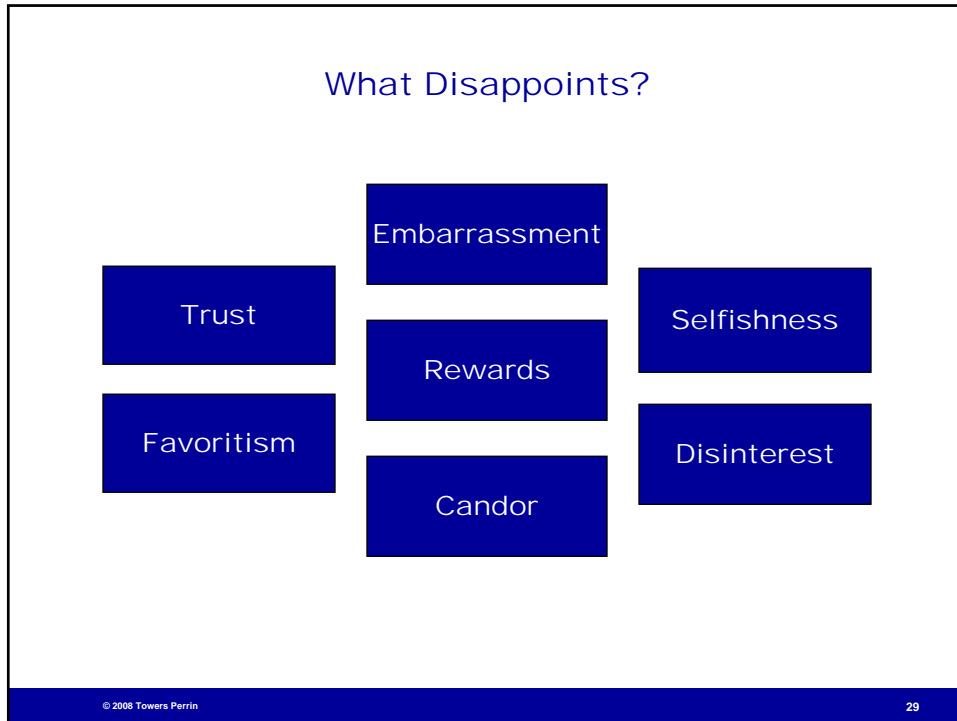 What Disappoints?
Embarrassment
Trust
Selfishness
Rewards
Favoritism
Disinterest
Candor
© 2008 Towers Perrin
29